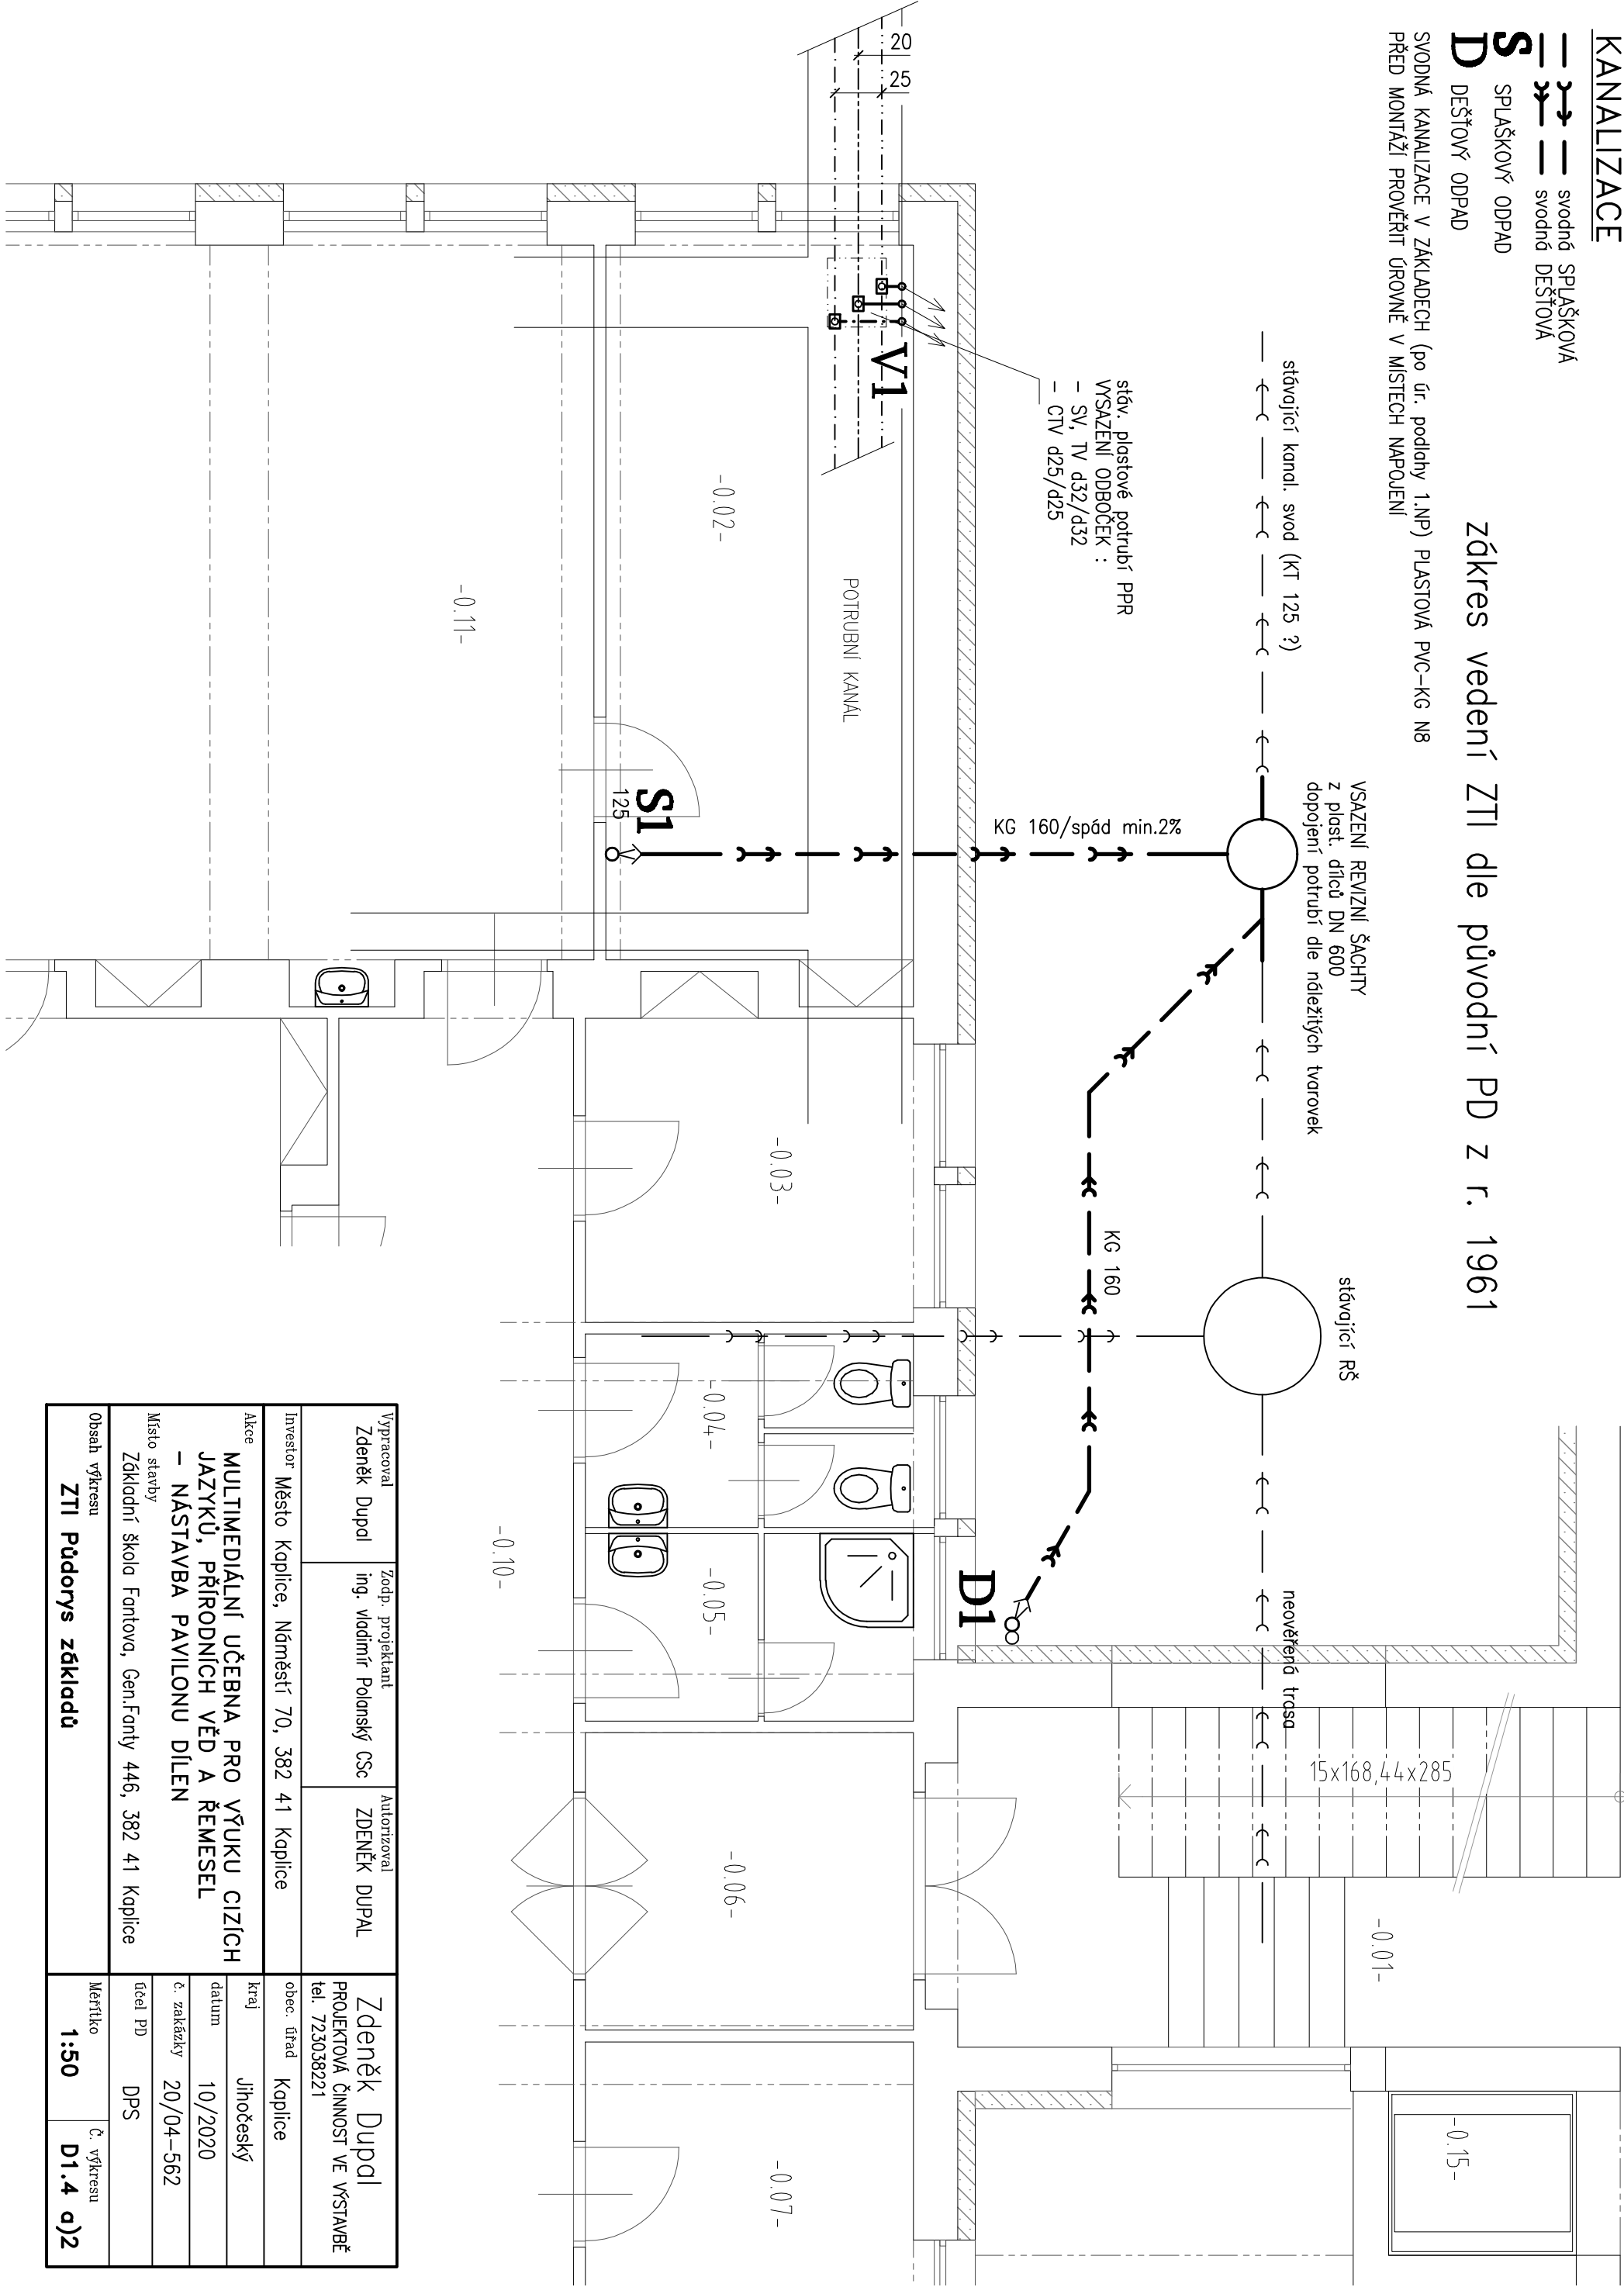 KANALIZACE
svodná SPLAŠKOVÁ
svodná DEŠŤOVÁ
S SPLAŠKOVÝ ODPAD
D DEŠŤOVÝ ODPAD
SVODNÁ KANALIZACE V ZÁKLADECH (po úr. podlahy 1.NP) PLASTOVÁ PVC-KG N8
PŘED MONTÁŽÍ PROVĚŘIT ÚROVNĚ V MÍSTECH NAPOJENÍ
zákres vedení ZTI dle původní PD z r. 1961
stávající kanal. svod (KT 125 ?)
VSAZENÍ REVIZNÍ ŠACHTY
z plast. dílců DN 600
dopojení potrubí dle náležitých tvarovek
stávající RŠ
neověřená trasa
15x168,44x285
-0.01-
-0.15-
stáv. plastové potrubí PPR
VYSAZENÍ ODBOČEK :
- SV, TV d32/d32
- CTV d25/d25
KG 160/spád min.2%
KG 160
20
25
V1
POTRUBNÍ KANÁL
D1
-0.02-
-0.03-
-0.04-
-0.05-
-0.06-
-0.07-
S1
125
-0.11-
-0.10-
Vypracoval
Zdeněk Dupal
Zodp. projektant
ing. vladimír Polanský CSc
Autorizoval
ZDENĚK DUPAL
Zdeněk Dupal
PROJEKTOVÁ ČINNOST VE VÝSTAVBĚ
tel. 723038221
Investor Město Kaplice, Náměstí 70, 382 41 Kaplice
obec. úřad Kaplice
Akce
MULTIMEDIÁLNÍ UČEBNA PRO VÝUKU CIZÍCH
JAZYKŮ, PŘÍRODNÍCH VĚD A ŘEMESEL
- NÁSTAVBA PAVILONU DÍLEN
kraj Jihočeský
datum 10/2020
č. zakázky 20/04-562
Místo stavby
Základní škola Fantova, Gen.Fanty 446, 382 41 Kaplice
účel PD DPS
Obsah výkresu
ZTI Půdorys základů
Měřítko
1:50
Č. výkresu
D1.4 a)2